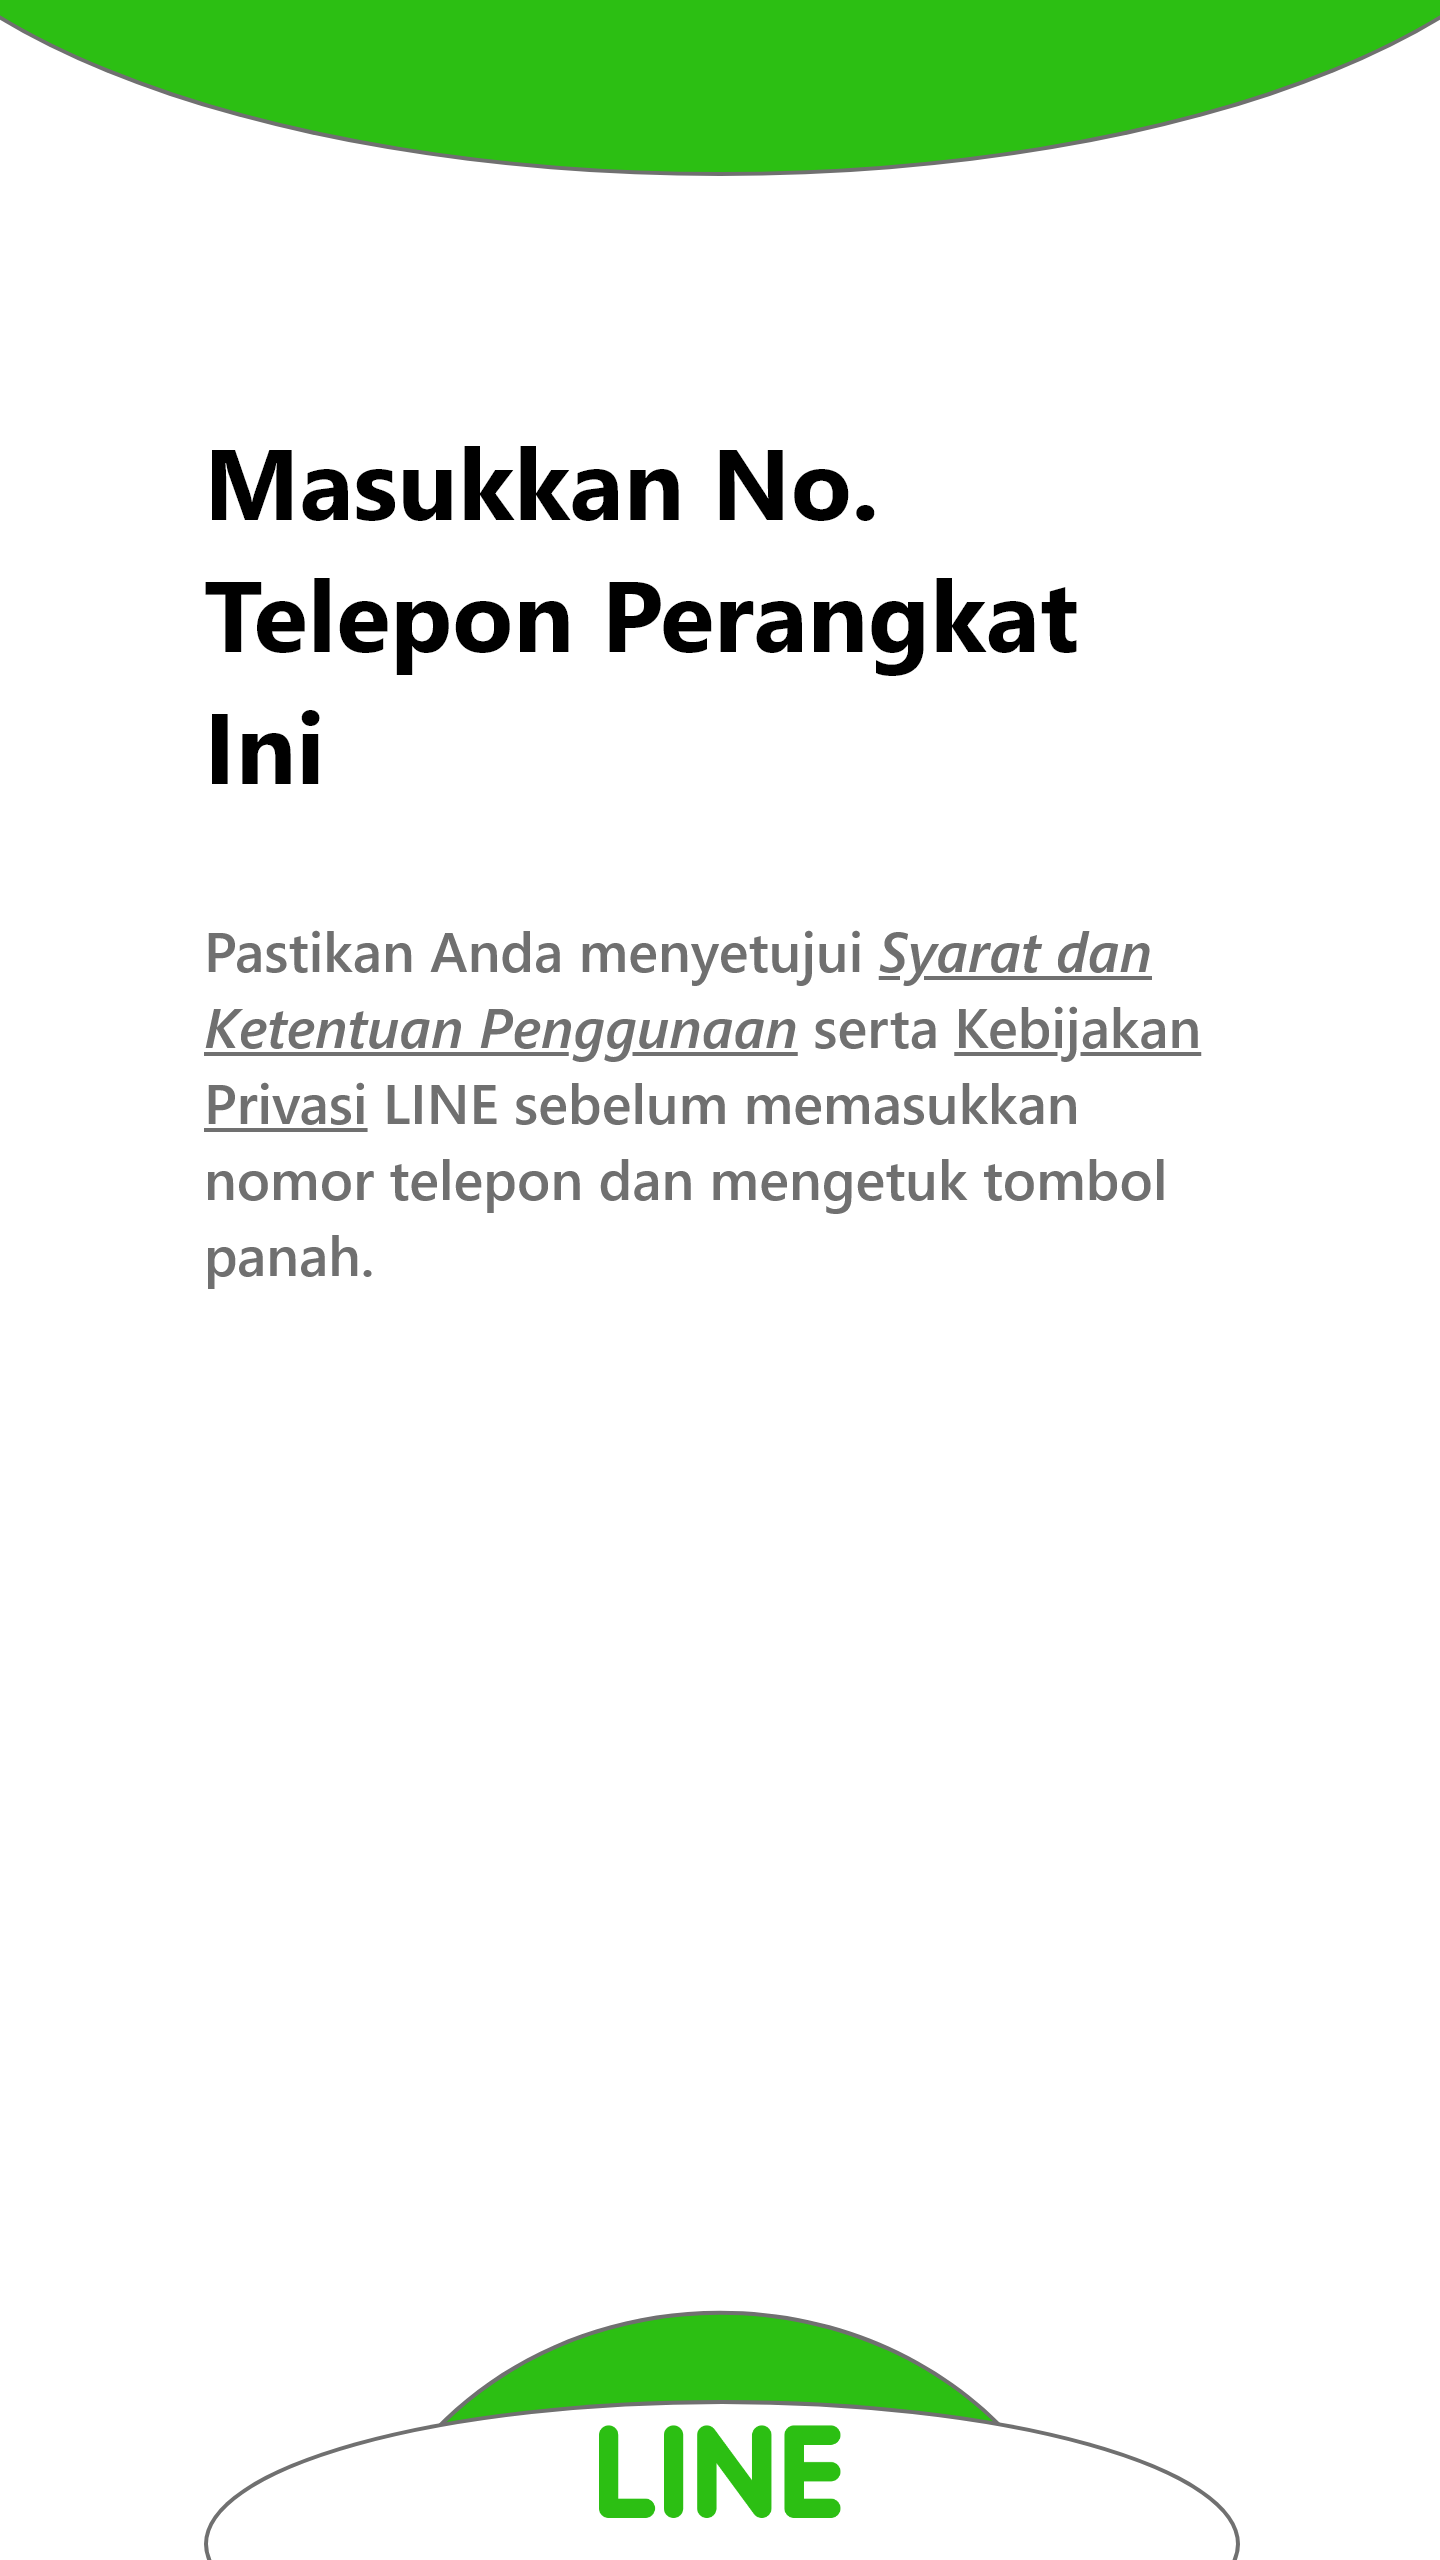 Masukkan No.
Telepon Perangkat
Ini
Pastikan Anda menyetujui Syarat dan
Ketentuan Penggunaan serta Kebijakan
Privasi LINE sebelum memasukkan
nomor telepon dan mengetuk tombol
panah.
LINE